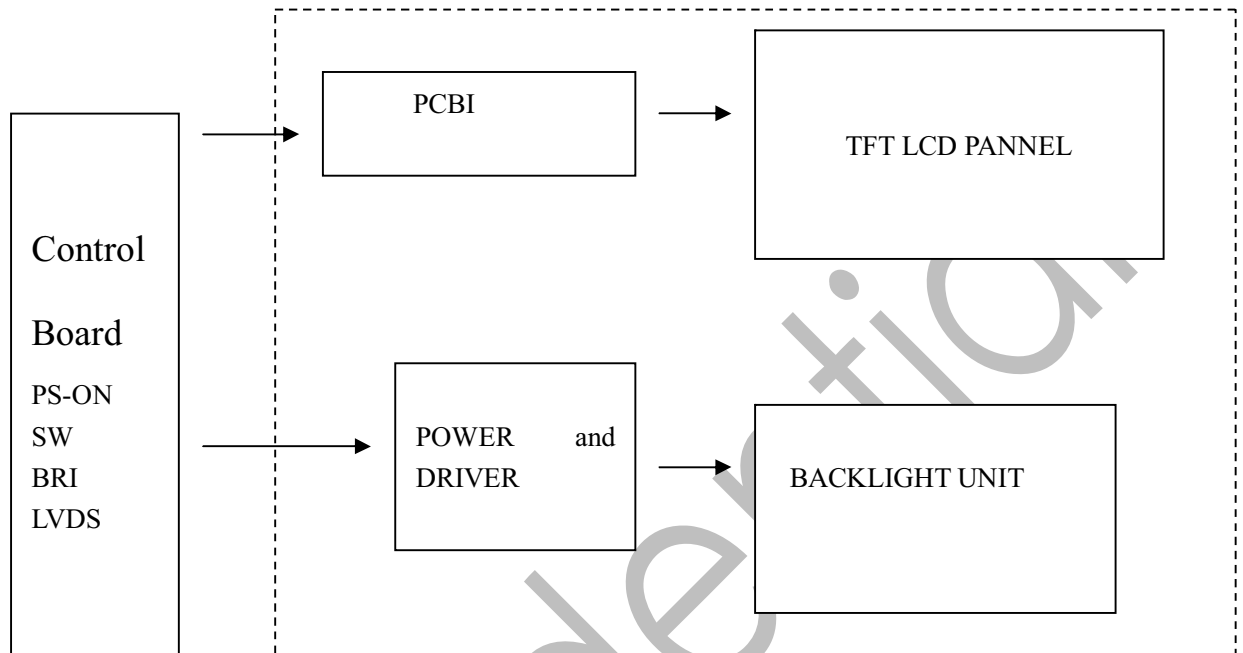 PCBI
TFT LCD PANNEL
Control
Board
PS-ON
SW
BRI
LVDS
POWER and
DRIVER
BACKLIGHT UNIT